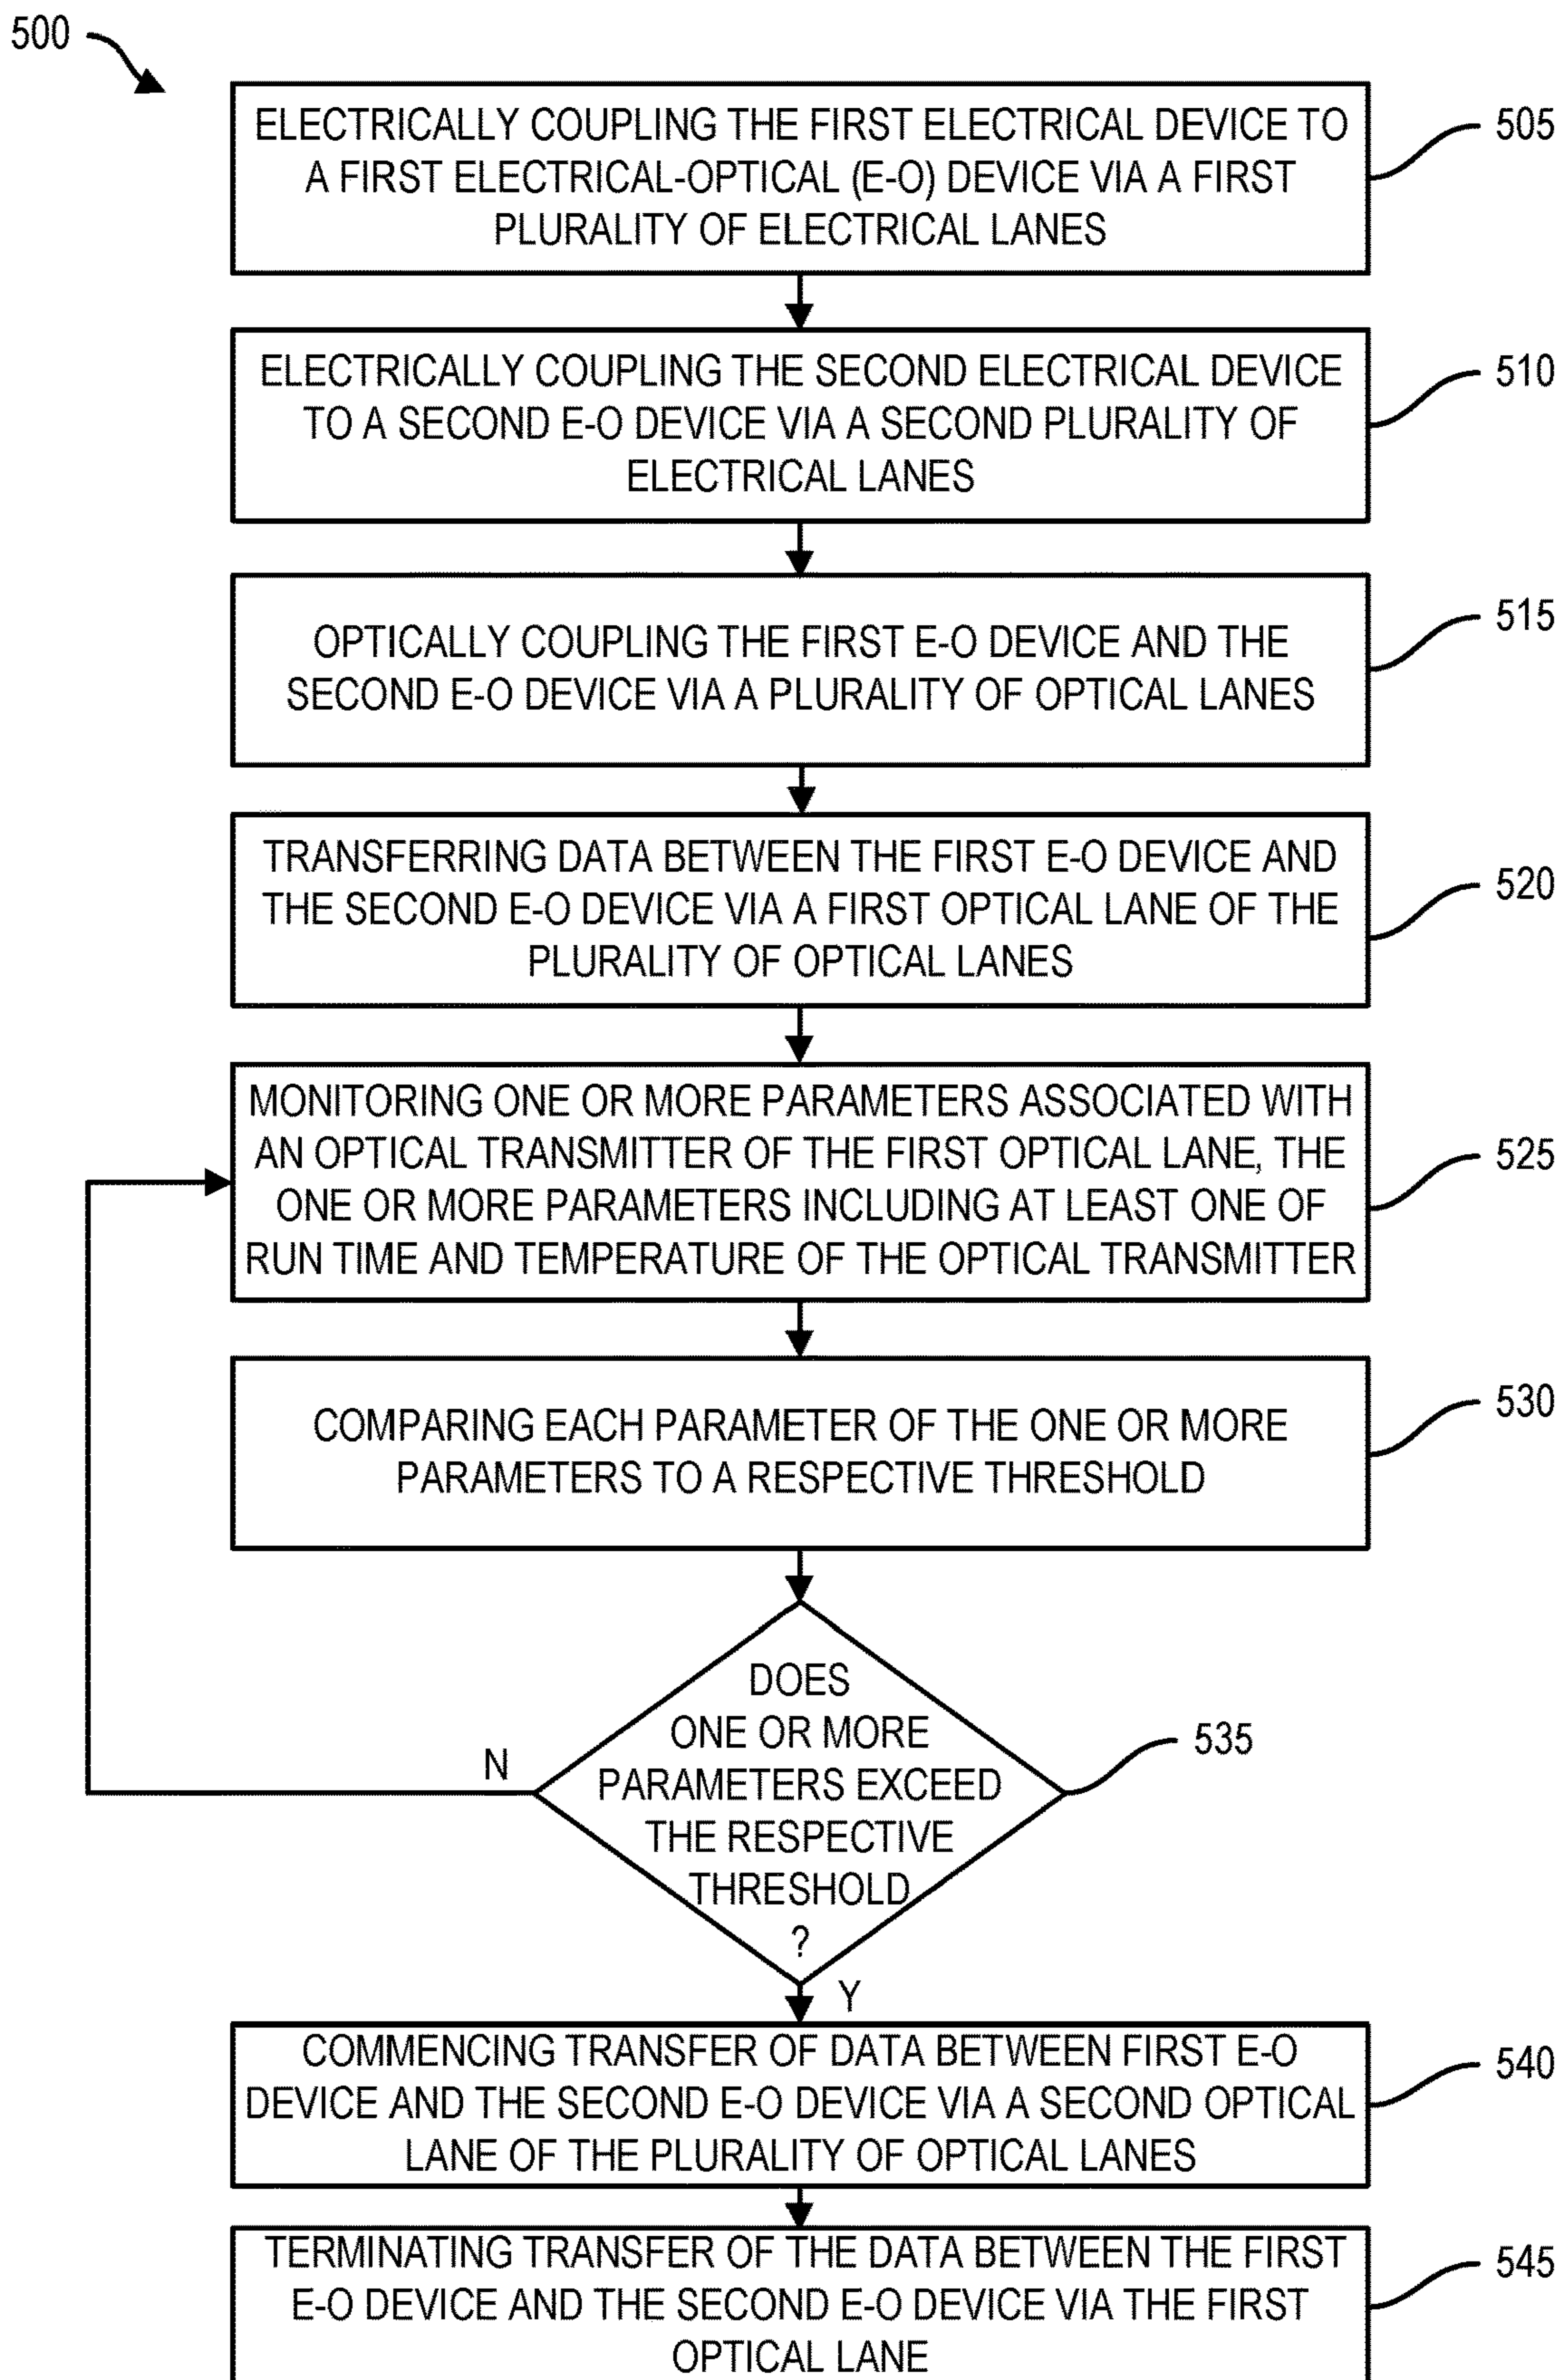 500
ELECTRICALLY COUPLING THE FIRST ELECTRICAL DEVICE TO
A FIRST ELECTRICAL-OPTICAL (E-O) DEVICE VIA A FIRST
PLURALITY OF ELECTRICAL LANES
505
ELECTRICALLY COUPLING THE SECOND ELECTRICAL DEVICE
TO A SECOND E-O DEVICE VIA A SECOND PLURALITY OF
ELECTRICAL LANES
510
OPTICALLY COUPLING THE FIRST E-O DEVICE AND THE
SECOND E-O DEVICE VIA A PLURALITY OF OPTICAL LANES
515
TRANSFERRING DATA BETWEEN THE FIRST E-O DEVICE AND
THE SECOND E-O DEVICE VIA A FIRST OPTICAL LANE OF THE
PLURALITY OF OPTICAL LANES
520
MONITORING ONE OR MORE PARAMETERS ASSOCIATED WITH
AN OPTICAL TRANSMITTER OF THE FIRST OPTICAL LANE, THE
ONE OR MORE PARAMETERS INCLUDING AT LEAST ONE OF
RUN TIME AND TEMPERATURE OF THE OPTICAL TRANSMITTER
525
COMPARING EACH PARAMETER OF THE ONE OR MORE
PARAMETERS TO A RESPECTIVE THRESHOLD
530
DOES
ONE OR MORE
PARAMETERS EXCEED
THE RESPECTIVE
THRESHOLD
?
535
N
Y
COMMENCING TRANSFER OF DATA BETWEEN FIRST E-O
DEVICE AND THE SECOND E-O DEVICE VIA A SECOND OPTICAL
LANE OF THE PLURALITY OF OPTICAL LANES
540
TERMINATING TRANSFER OF THE DATA BETWEEN THE FIRST
E-O DEVICE AND THE SECOND E-O DEVICE VIA THE FIRST
OPTICAL LANE
545